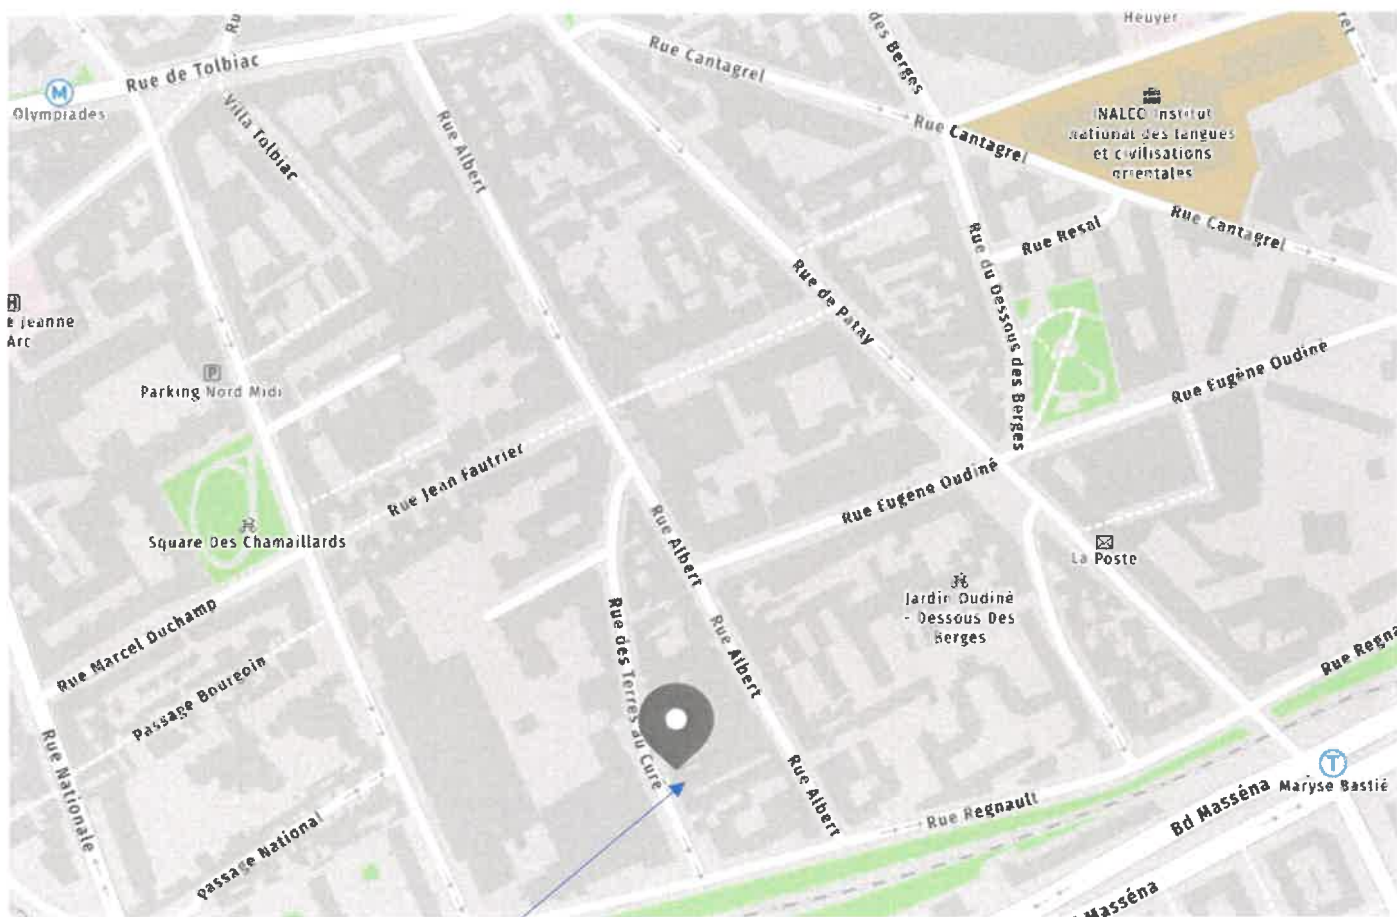 Heuyer
Ru
des Berges
ret
Rue Cantagrel
Rue de Tolbiac
M
Olympiades
Villa Tolbiac
Rue Albert
Rue Cantagrel
INALCO Institut
national des langues
et civilisations
orientales
Rue Cantagrel
Rue Resal
Rue du Dessous des Berges
Rue de Patay
H
e Jeanne
Arc
P
Parking Nord Midi
Rue Eugène Oudiné
Rue Jean Fautrier
Rue Eugène Oudiné
Square Des Chamaillards
Rue Albert
La Poste
Jardin Oudiné
- Dessous Des
Berges
Rue Marcel Duchamp
Rue des Terres au Curé
Rue Albert
Passage Bourgoin
Rue Regna
Rue Nationale
Rue Albert
T
Maryse Bastié
Bd Masséna
Rue Regnault
Passage National
d Masséna